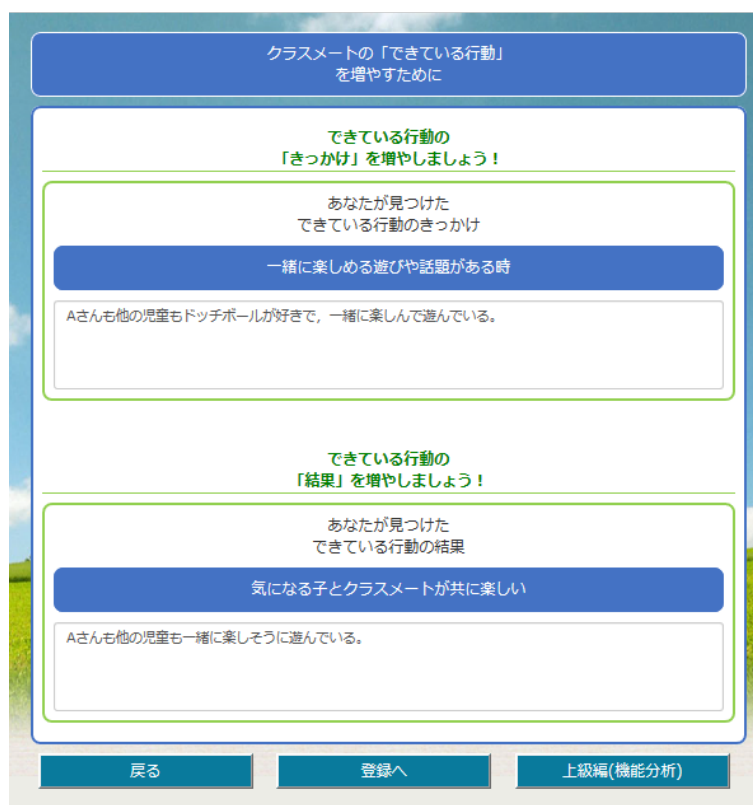 クラスメートの「できている行動」
を増やすために
できている行動の
「きっかけ」を増やしましょう！
あなたが見つけた
できている行動のきっかけ
一緒に楽しめる遊びや話題がある時
Aさんも他の児童もドッチボールが好きで，一緒に楽しんで遊んでいる。
できている行動の
「結果」を増やしましょう！
あなたが見つけた
できている行動の結果
気になる子とクラスメートが共に楽しい
Aさんも他の児童も一緒に楽しそうに遊んでいる。
戻る
登録へ
上級編(機能分析)